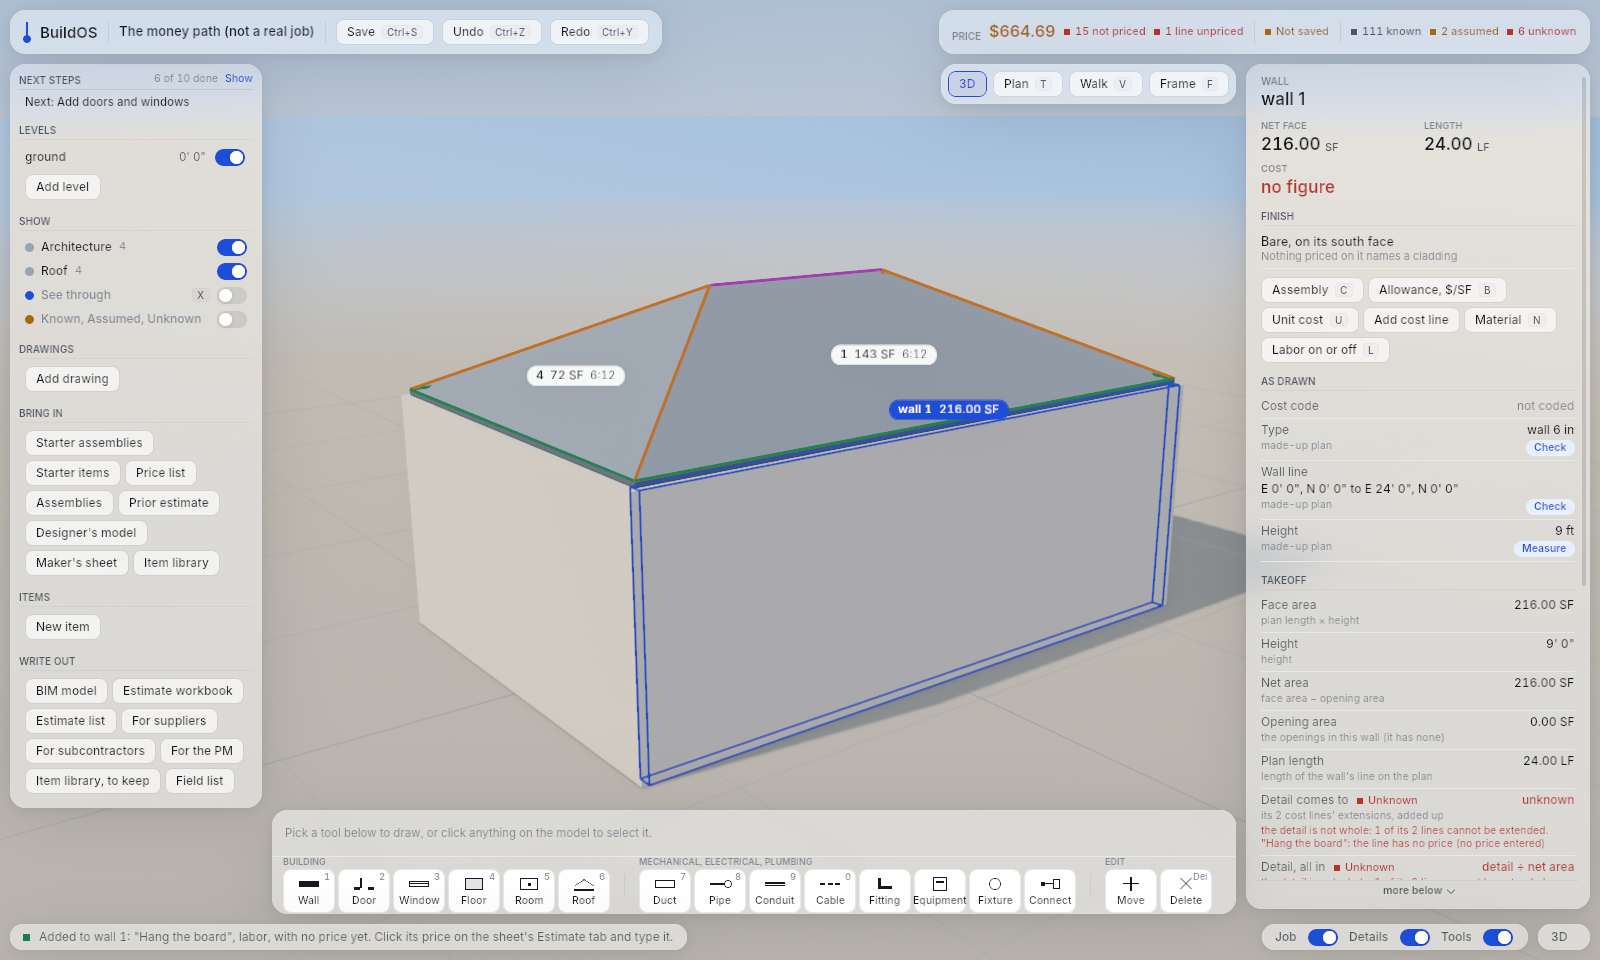 BuildOS
The money path (not a real job)
Save Ctrl+S
Undo Ctrl+Z
Redo Ctrl+Y
PRICE $664.69 15 not priced 1 line unpriced Not saved 111 known 2 assumed 6 unknown
3D
Plan T
Walk V
Frame F
NEXT STEPS 6 of 10 done Show
Next: Add doors and windows
LEVELS
ground 0' 0"
Add level
SHOW
Architecture 4
Roof 4
See through X
Known, Assumed, Unknown
DRAWINGS
Add drawing
BRING IN
Starter assemblies
Starter items Price list
Assemblies Prior estimate
Designer's model
Maker's sheet Item library
ITEMS
New item
WRITE OUT
BIM model Estimate workbook
Estimate list For suppliers
For subcontractors For the PM
Item library, to keep Field list
1 143 SF 6:12
4 72 SF 6:12
wall 1 216.00 SF
WALL
wall 1
NET FACE LENGTH
216.00 SF 24.00 LF
COST
no figure
FINISH
Bare, on its south face
Nothing priced on it names a cladding
Assembly C Allowance, $/SF B
Unit cost U Add cost line Material N
Labor on or off L
AS DRAWN
Cost code not coded
Type wall 6 in
made-up plan Check
Wall line
E 0' 0", N 0' 0" to E 24' 0", N 0' 0"
made-up plan Check
Height 9 ft
made-up plan Measure
TAKEOFF
Face area 216.00 SF
plan length × height
Height 9' 0"
height
Net area 216.00 SF
face area − opening area
Opening area 0.00 SF
the openings in this wall (it has none)
Plan length 24.00 LF
length of the wall's line on the plan
Detail comes to Unknown unknown
its 2 cost lines' extensions, added up
the detail is not whole: 1 of its 2 lines cannot be extended.
"Hang the board": the line has no price (no price entered)
Detail, all in Unknown detail ÷ net area
more below
Pick a tool below to draw, or click anything on the model to select it.
BUILDING MECHANICAL, ELECTRICAL, PLUMBING EDIT
1 2 3 4 5 6 7 8 9 0 Del
Wall Door Window Floor Room Roof Duct Pipe Conduit Cable Fitting Equipment Fixture Connect Move Delete
Added to wall 1: "Hang the board", labor, with no price yet. Click its price on the sheet's Estimate tab and type it.
Job Details Tools 3D